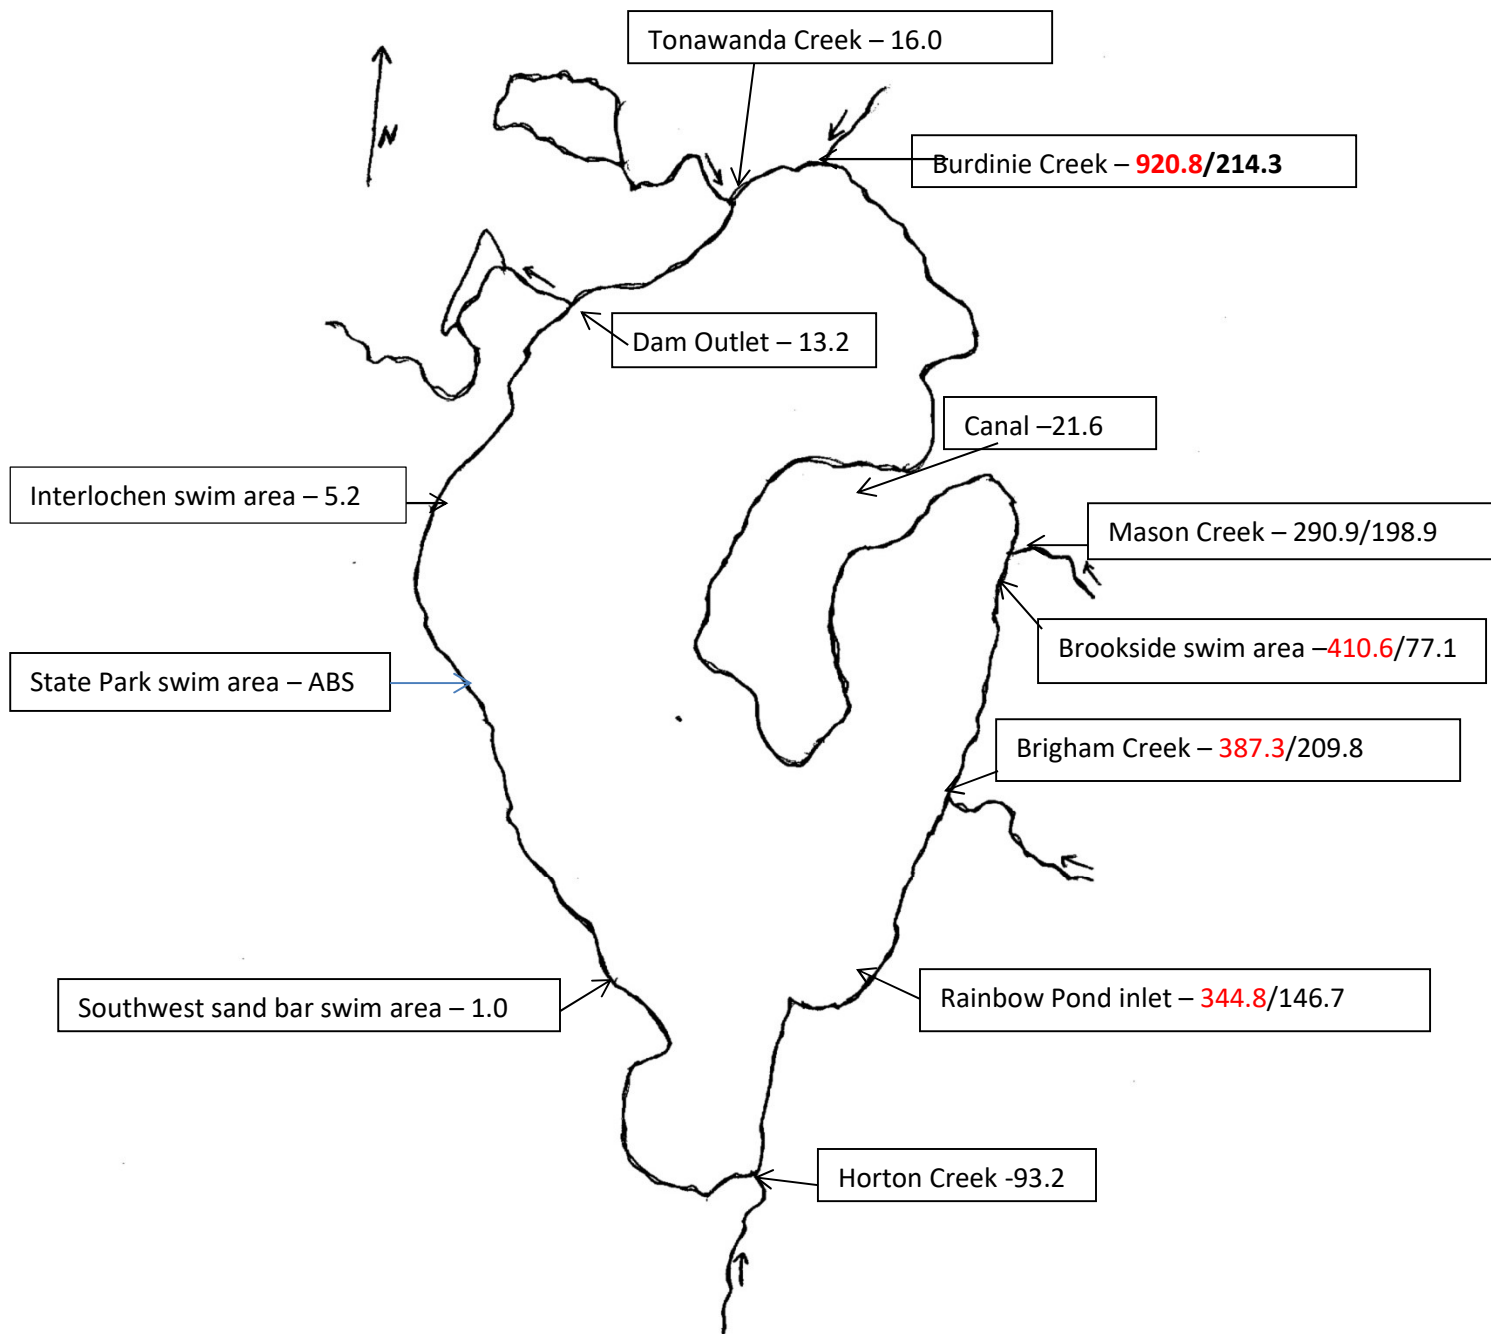 Tonawanda Creek – 16.0
N
Burdinie Creek – 920.8/214.3
Dam Outlet – 13.2
Canal –21.6
Interlochen swim area – 5.2
Mason Creek – 290.9/198.9
Brookside swim area –410.6/77.1
State Park swim area – ABS
Brigham Creek – 387.3/209.8
Southwest sand bar swim area – 1.0
Rainbow Pond inlet – 344.8/146.7
Horton Creek -93.2